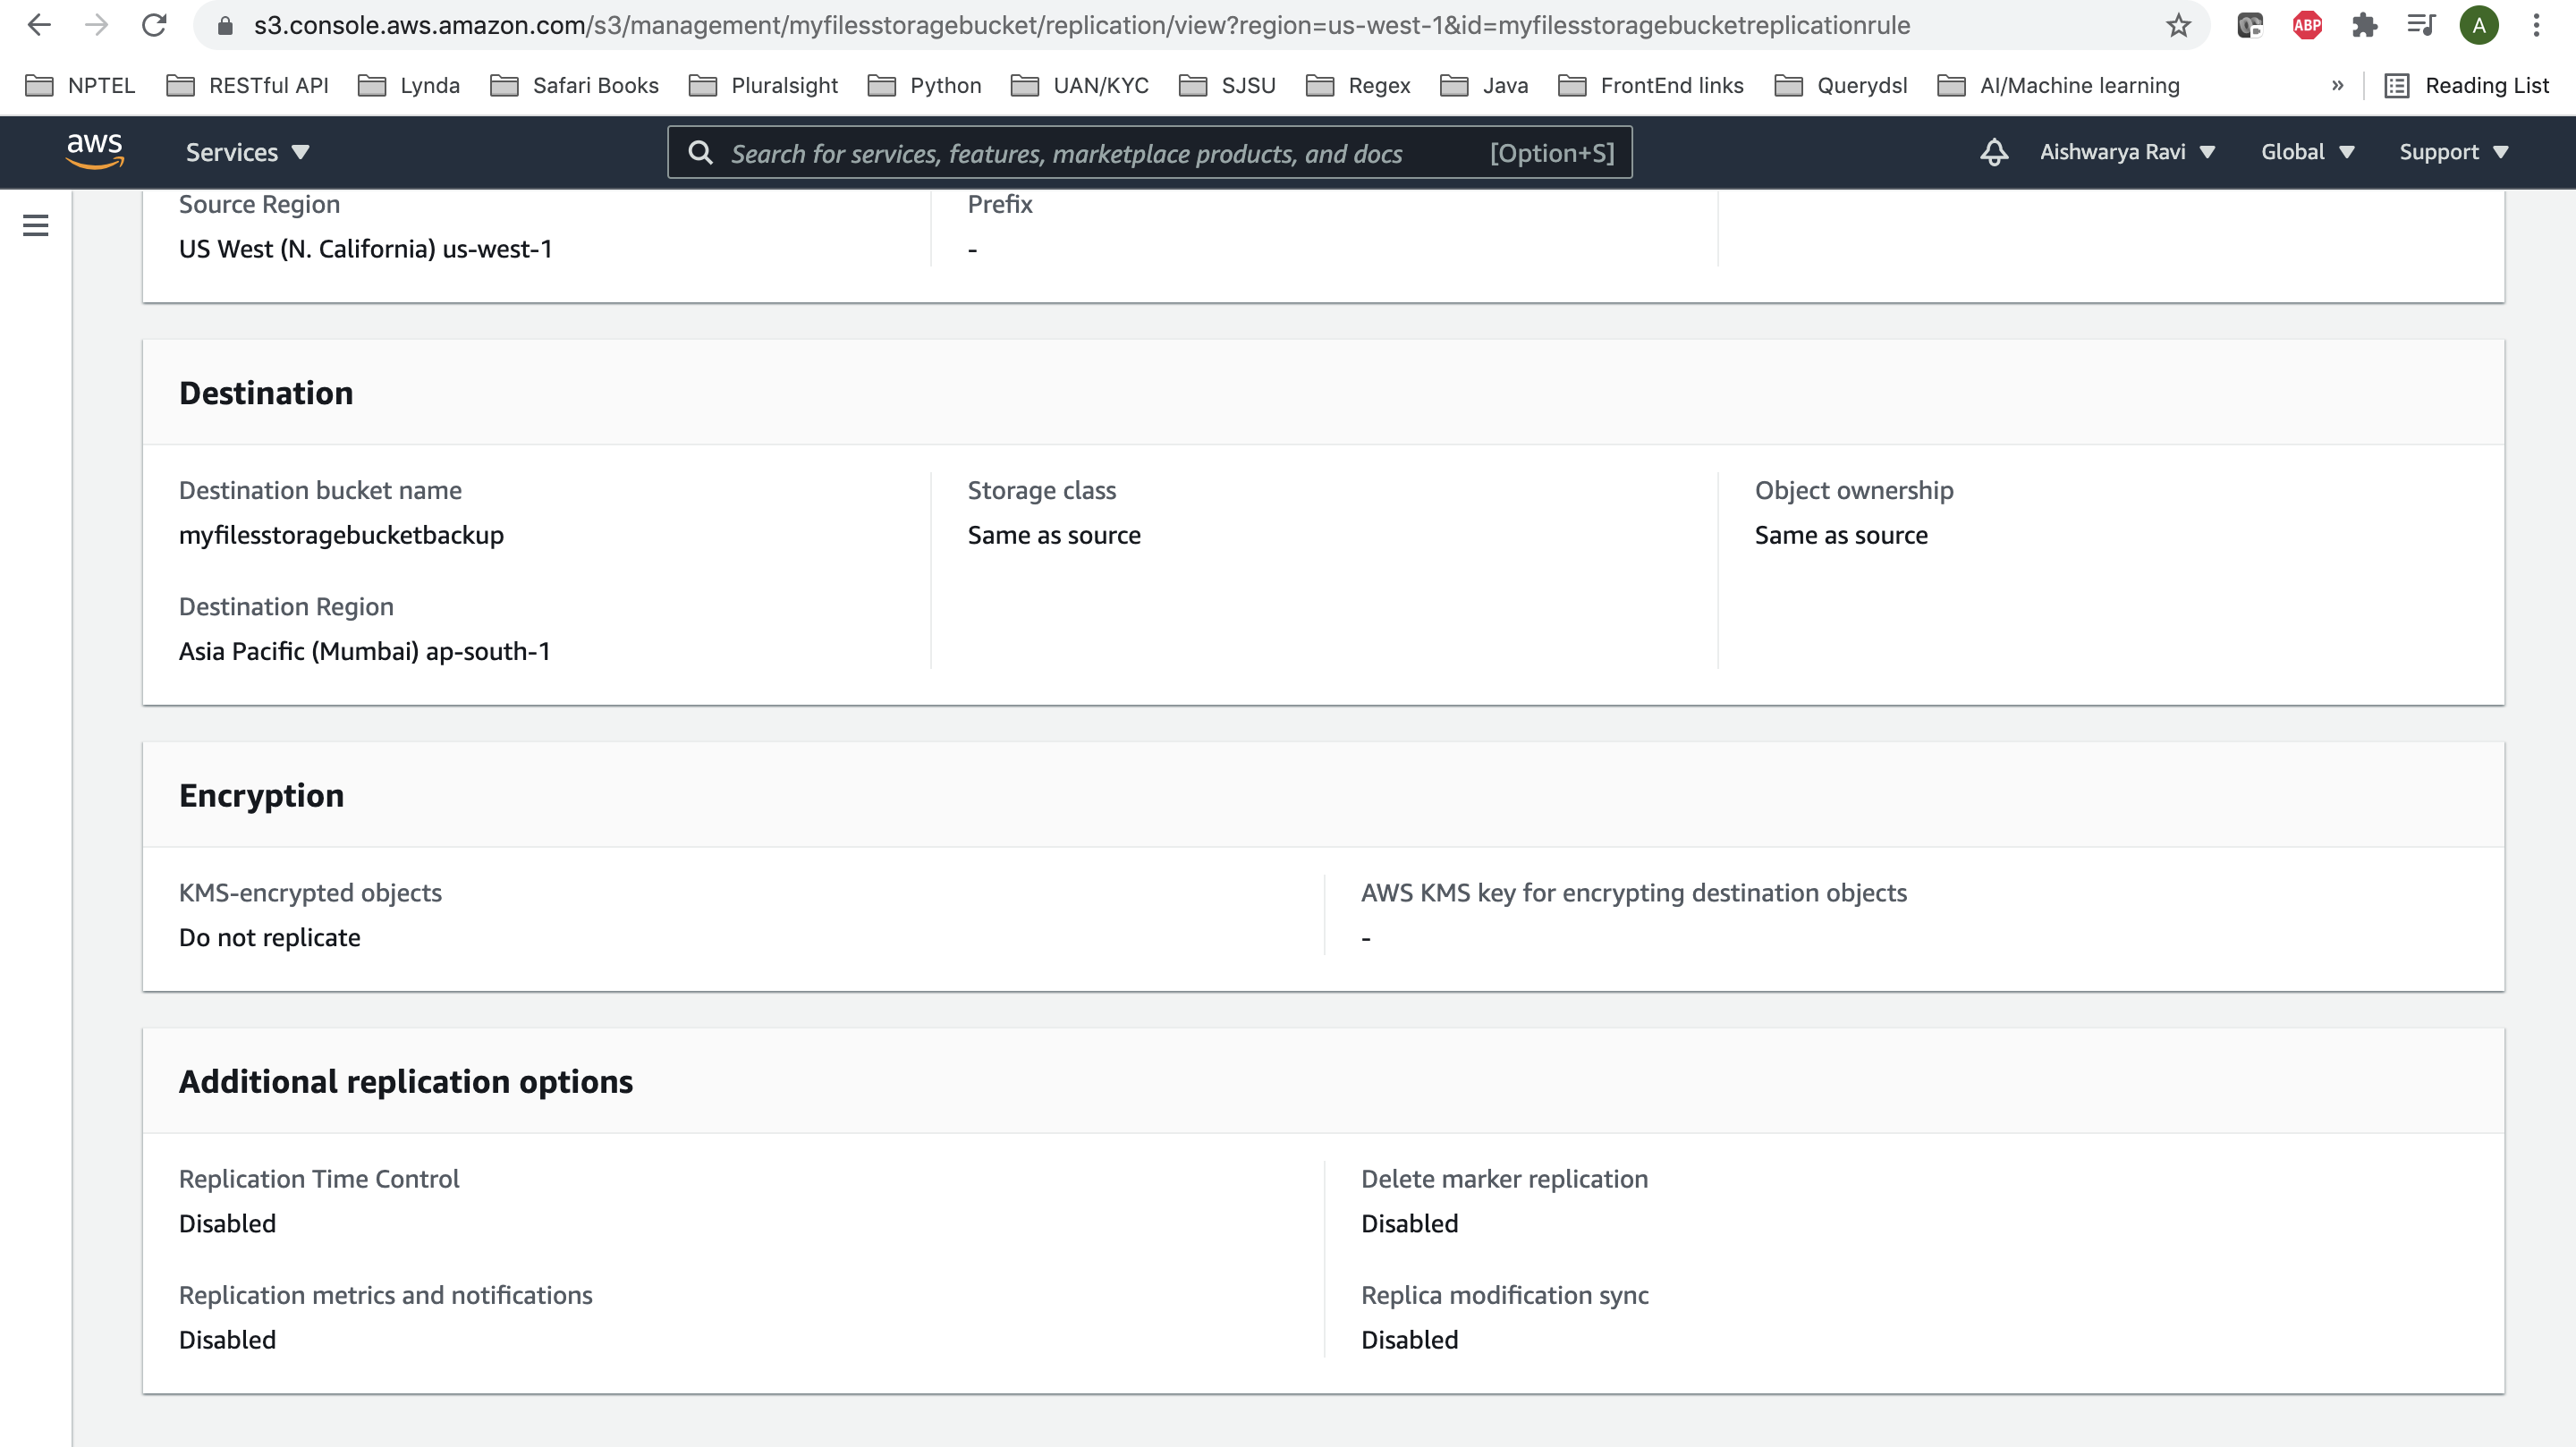 s3.console.aws.amazon.com/s3/management/myfilesstoragebucket/replication/view?region=us-west-1&id=myfilesstoragebucketreplicationrule
ABP
A
NPTEL RESTful API Lynda Safari Books Pluralsight Python UAN/KYC SJSU Regex Java FrontEnd links Querydsl AI/Machine learning » Reading List
aws Services Search for services, features, marketplace products, and docs [Option+S] Aishwarya Ravi Global Support
Source Region
US West (N. California) us-west-1
Prefix
-
Destination
Destination bucket name
myfilesstoragebucketbackup
Destination Region
Asia Pacific (Mumbai) ap-south-1
Storage class
Same as source
Object ownership
Same as source
Encryption
KMS-encrypted objects
Do not replicate
AWS KMS key for encrypting destination objects
-
Additional replication options
Replication Time Control
Disabled
Replication metrics and notifications
Disabled
Delete marker replication
Disabled
Replica modification sync
Disabled